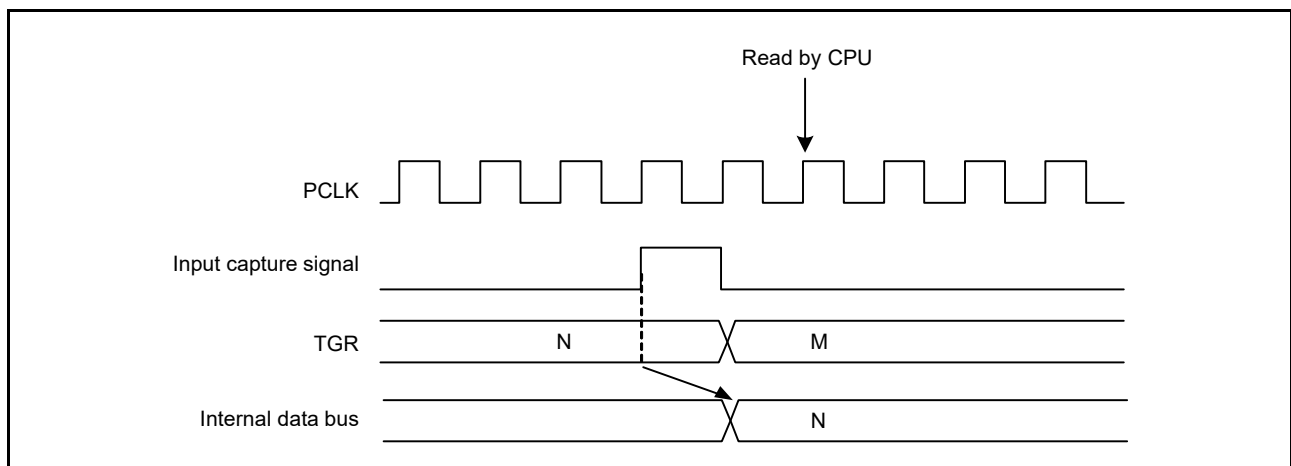 Read by CPU
PCLK
Input capture signal
TGR
N
M
Internal data bus
N